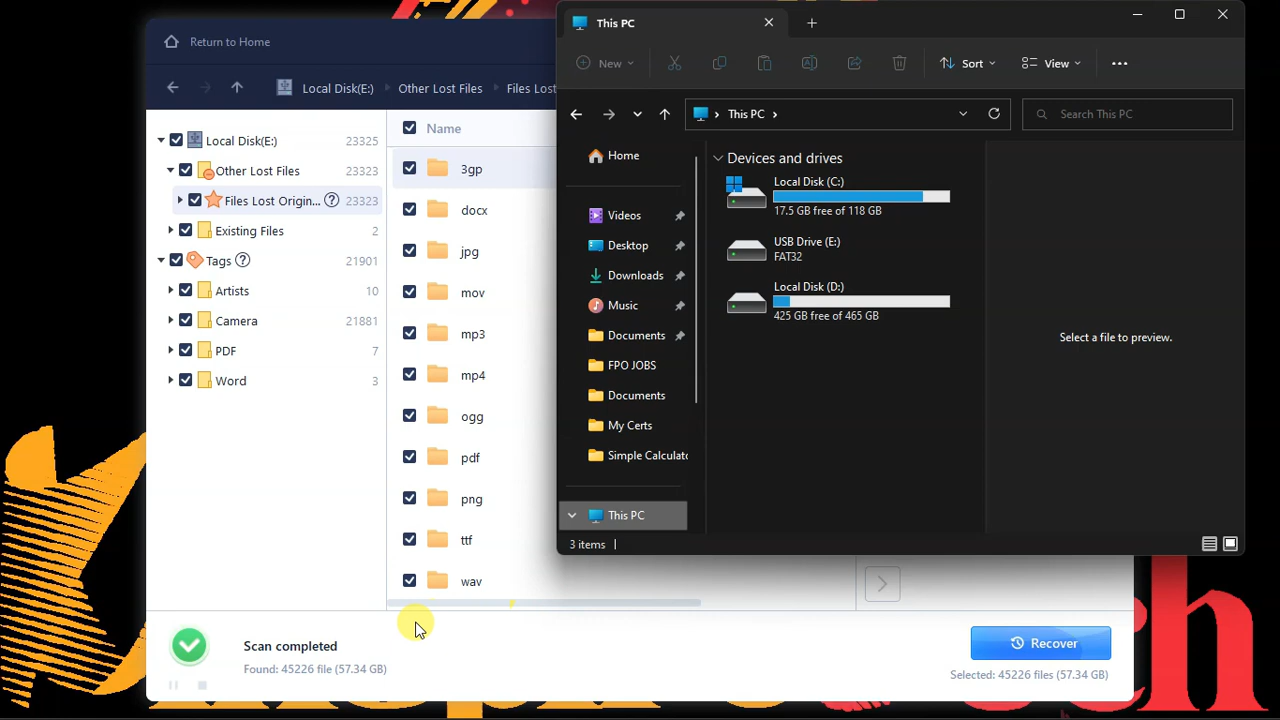 Return to Home
Local Disk(E:) Other Lost Files Files Lost
Local Disk(E:) 23325
Other Lost Files 23323
Files Lost Origin... 23323
Existing Files 2
Tags 21901
Artists 10
Camera 21881
PDF 7
Word 3
Name
3gp
docx
jpg
mov
mp3
mp4
ogg
pdf
png
ttf
wav
Scan completed
Found: 45226 file (57.34 GB)
Recover
Selected: 45226 files (57.34 GB)
This PC
New
Sort
View
This PC
Search This PC
Home
Videos
Desktop
Downloads
Music
Documents
FPO JOBS
Documents
My Certs
Simple Calculato
This PC
Devices and drives
Local Disk (C:)
17.5 GB free of 118 GB
USB Drive (E:)
FAT32
Local Disk (D:)
425 GB free of 465 GB
Select a file to preview.
3 items